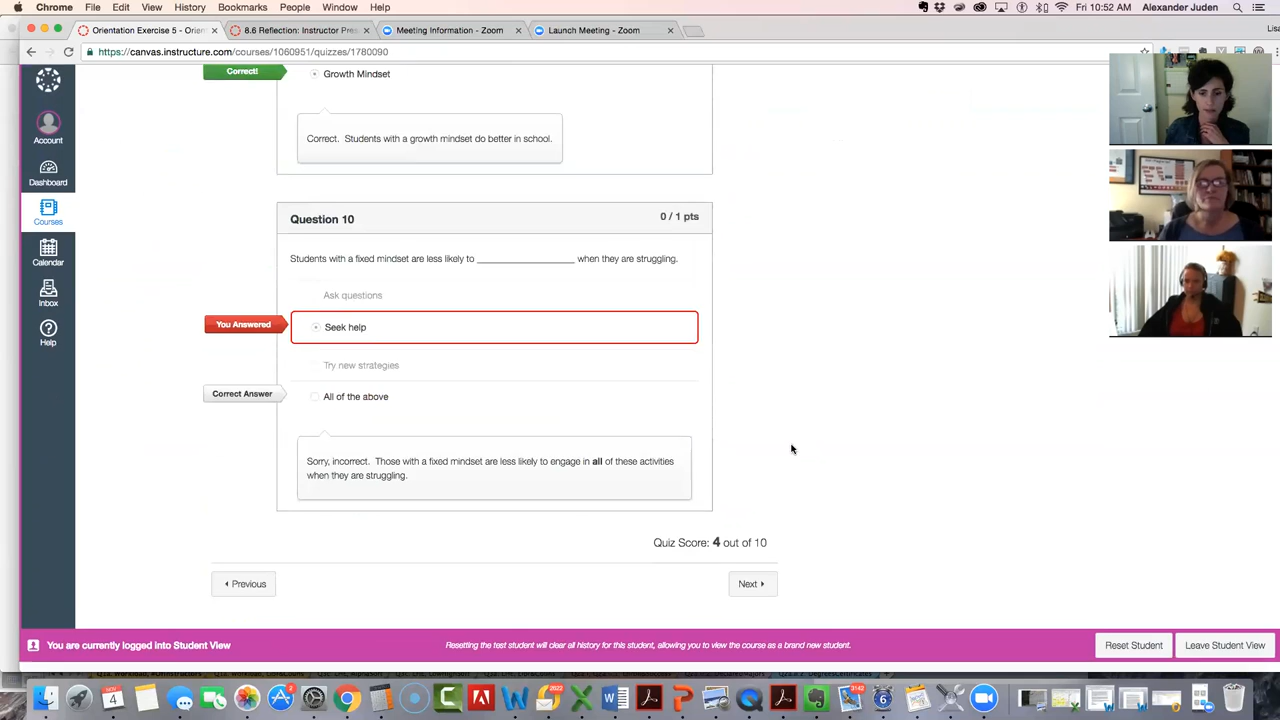 Chrome File Edit View History Bookmarks People Window Help
Fri 10:52 AM Alexander Juden
Orientation Exercise 5 - Orien
8.6 Reflection: Instructor Pres
Meeting Information - Zoom
Launch Meeting - Zoom
Lisa
https://canvas.instructure.com/courses/1060951/quizzes/1780090
Account
Dashboard
Courses
Calendar
Inbox
Help
Correct!
Growth Mindset
Correct. Students with a growth mindset do better in school.
Question 10
0 / 1 pts
Students with a fixed mindset are less likely to ____________________ when they are struggling.
Ask questions
You Answered
Seek help
Try new strategies
Correct Answer
All of the above
Sorry, incorrect. Those with a fixed mindset are less likely to engage in all of these activities
when they are struggling.
Quiz Score: 4 out of 10
Previous
Next
You are currently logged into Student View
Resetting the test student will clear all history for this student, allowing you to view the course as a brand new student.
Reset Student
Leave Student View